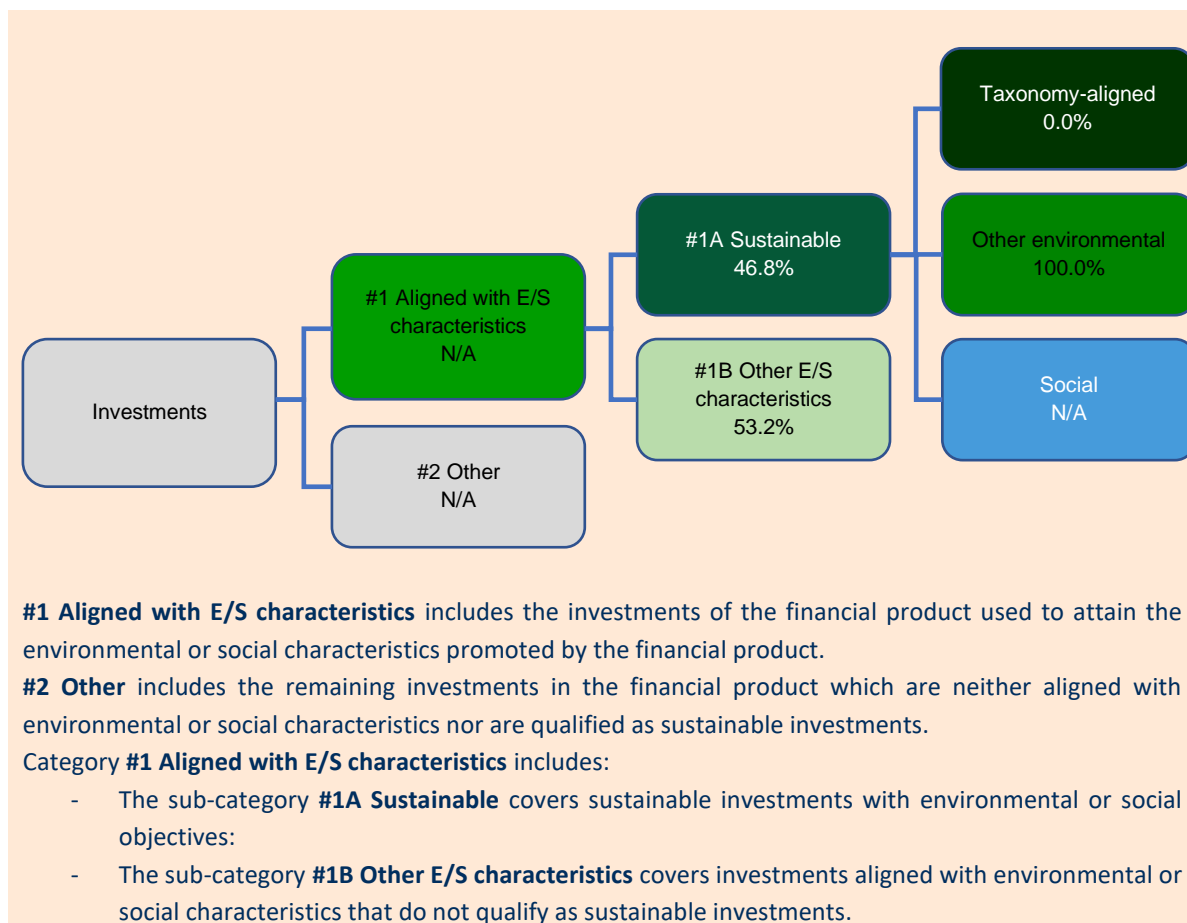 Taxonomy-aligned
0.0%
#1A Sustainable
46.8%
Other environmental
100.0%
#1 Aligned with E/S
characteristics
N/A
#1B Other E/S
characteristics
53.2%
Social
N/A
Investments
#2 Other
N/A
#1 Aligned with E/S characteristics includes the investments of the financial product used to attain the
environmental or social characteristics promoted by the financial product.
#2 Other includes the remaining investments in the financial product which are neither aligned with
environmental or social characteristics nor are qualified as sustainable investments.
Category #1 Aligned with E/S characteristics includes:
- The sub-category #1A Sustainable covers sustainable investments with environmental or social
objectives:
- The sub-category #1B Other E/S characteristics covers investments aligned with environmental or
social characteristics that do not qualify as sustainable investments.